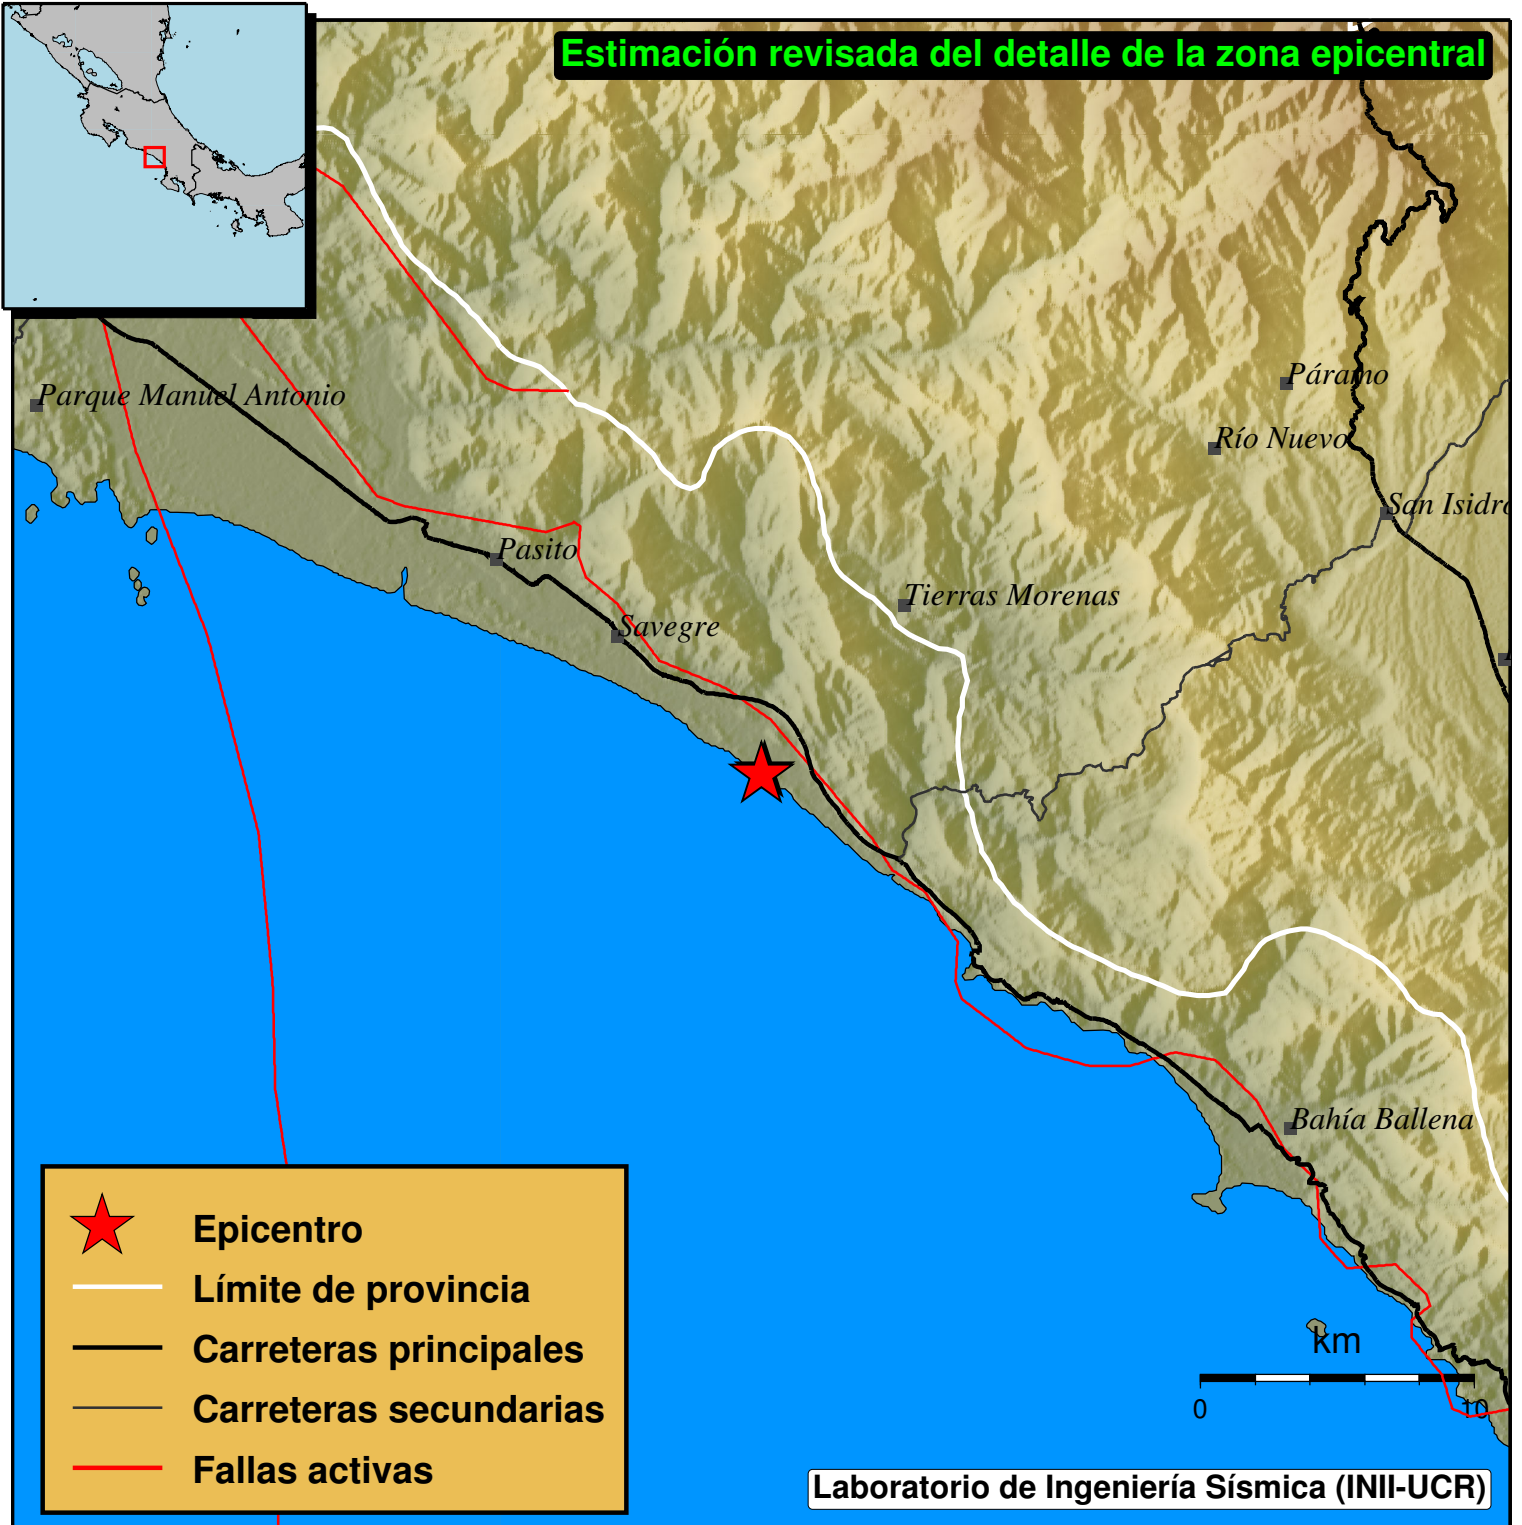 Estimación revisada del detalle de la zona epicentral
Páramo
Parque Manuel Antonio
Río Nuevo
San Isidro
Pasito
Tierras Morenas
Savegre
Bahía Ballena
Epicentro
Límite de provincia
Carreteras principales
Carreteras secundarias
Fallas activas
km
0 10
Laboratorio de Ingeniería Sísmica (INII-UCR)